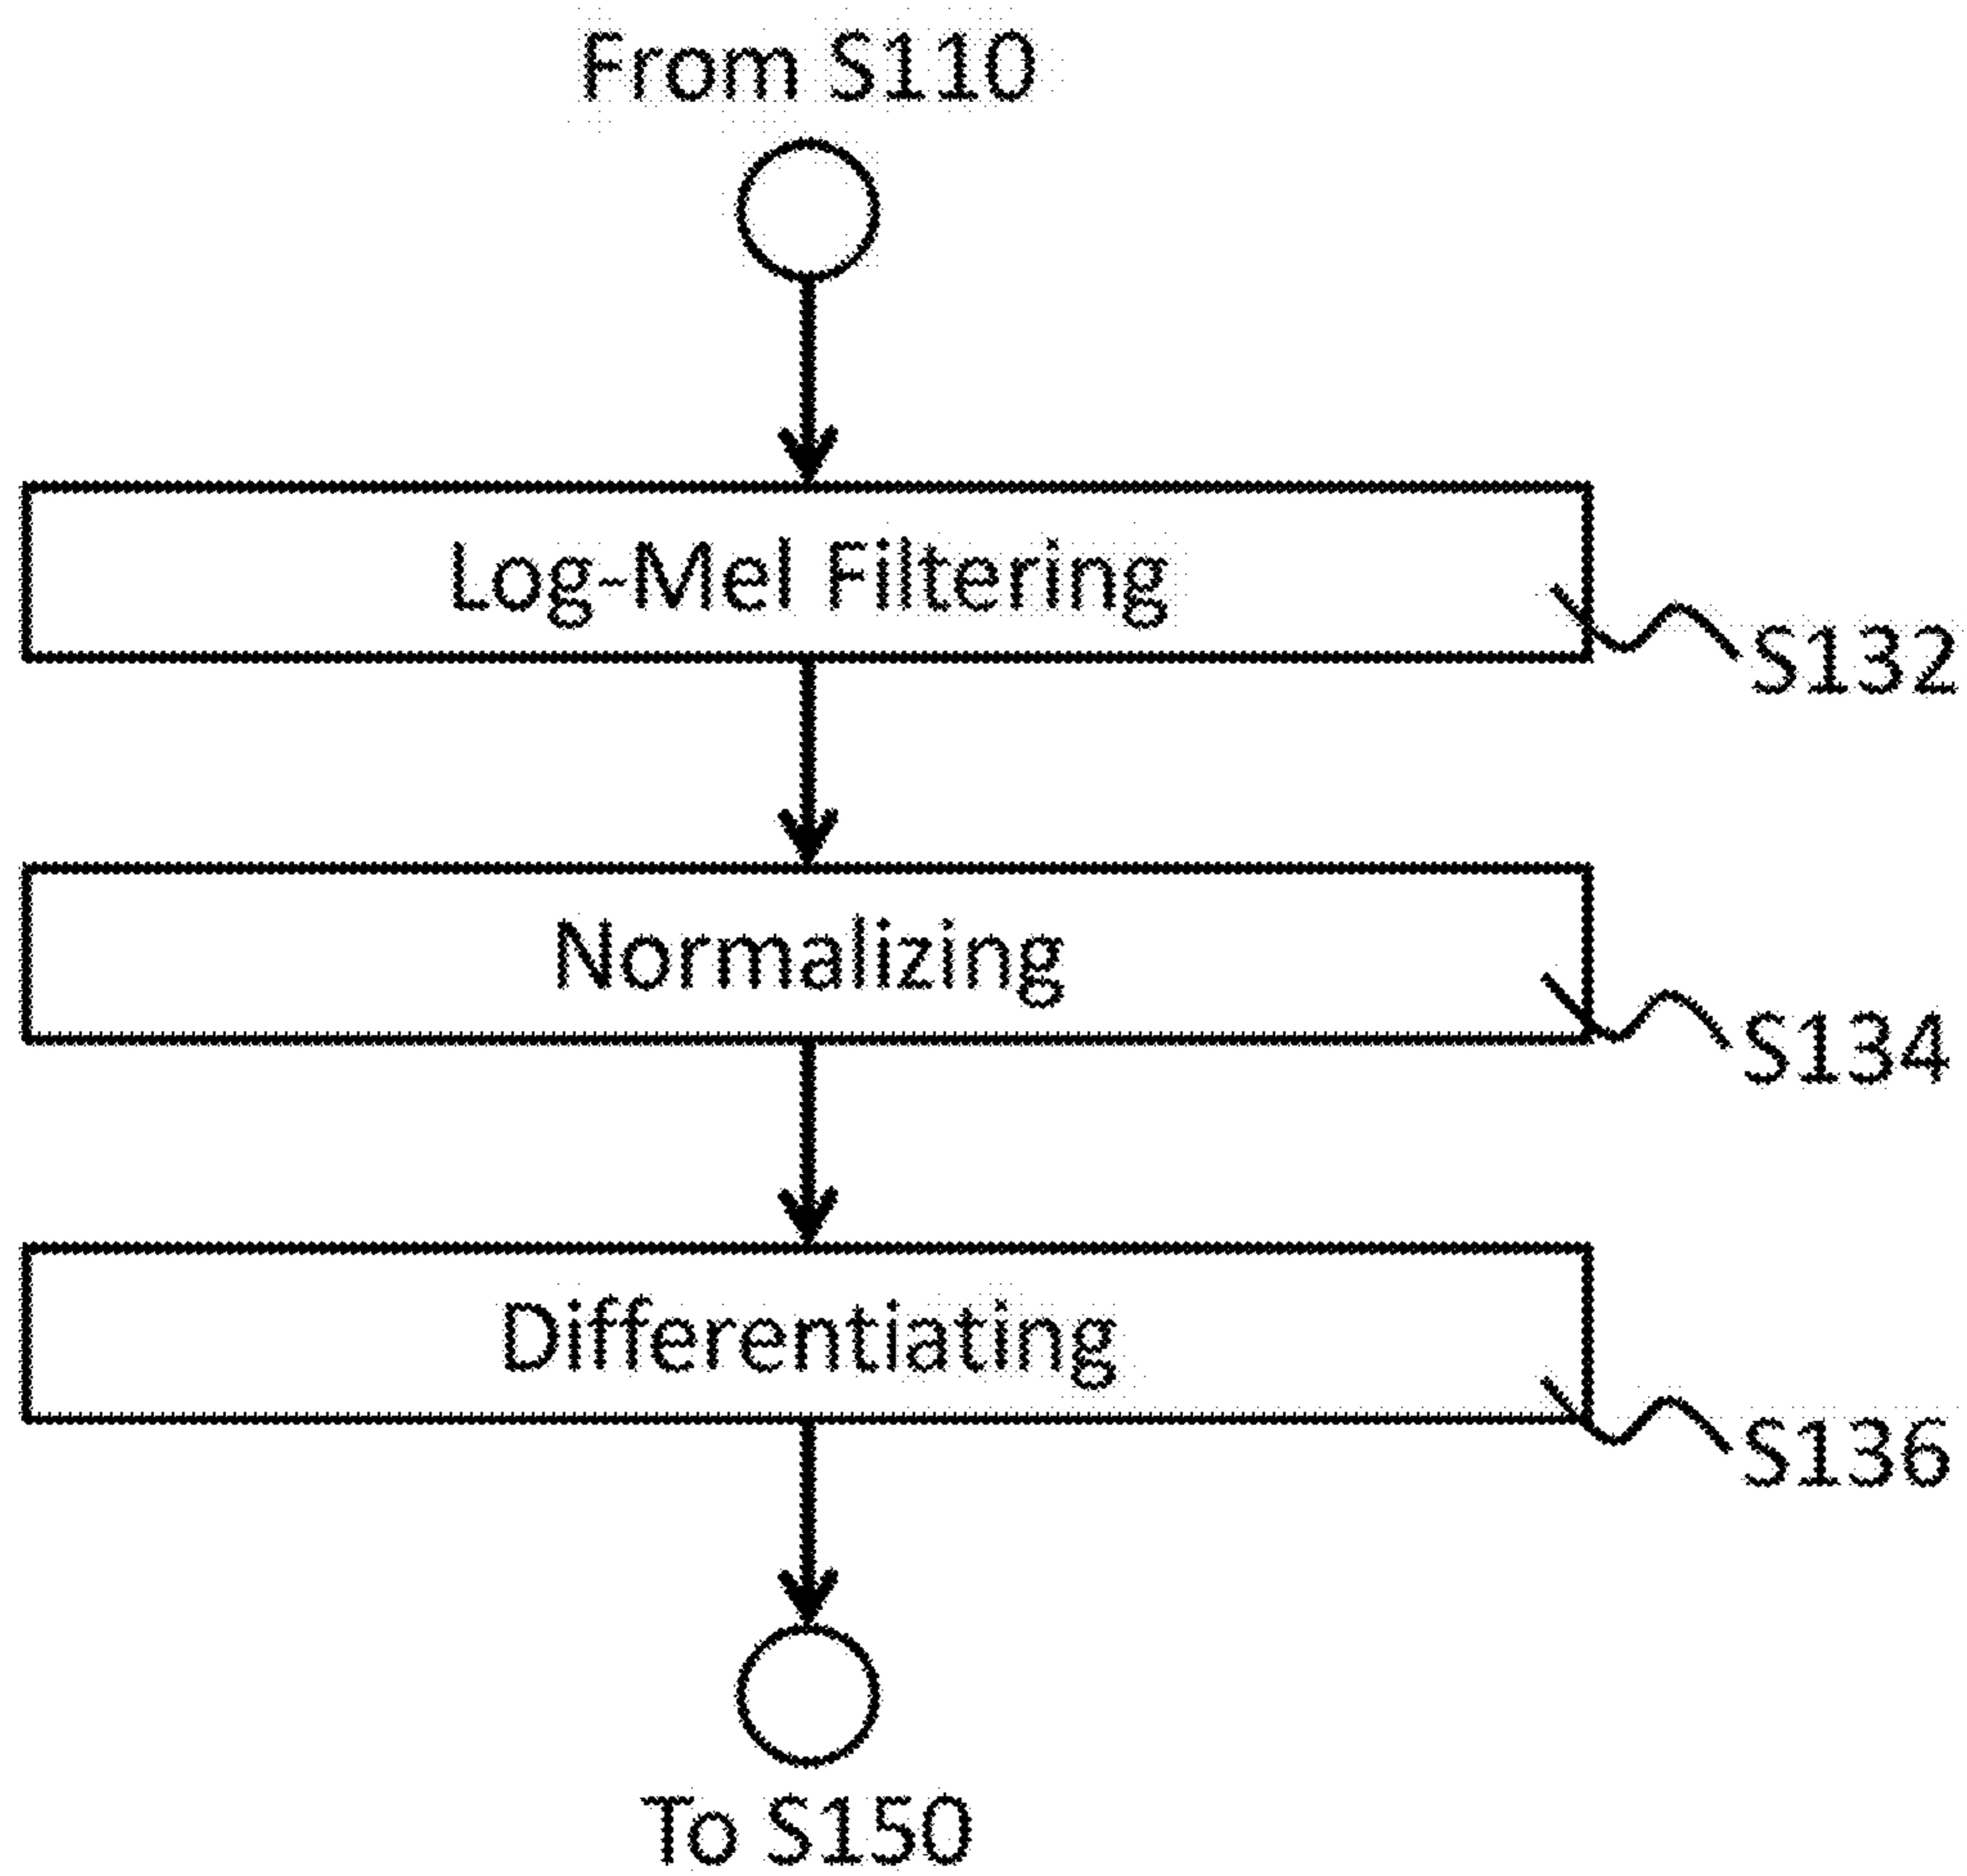 From S110
Log-Mel Filtering
S132
Normalizing
S134
Differentiating
S136
To S150